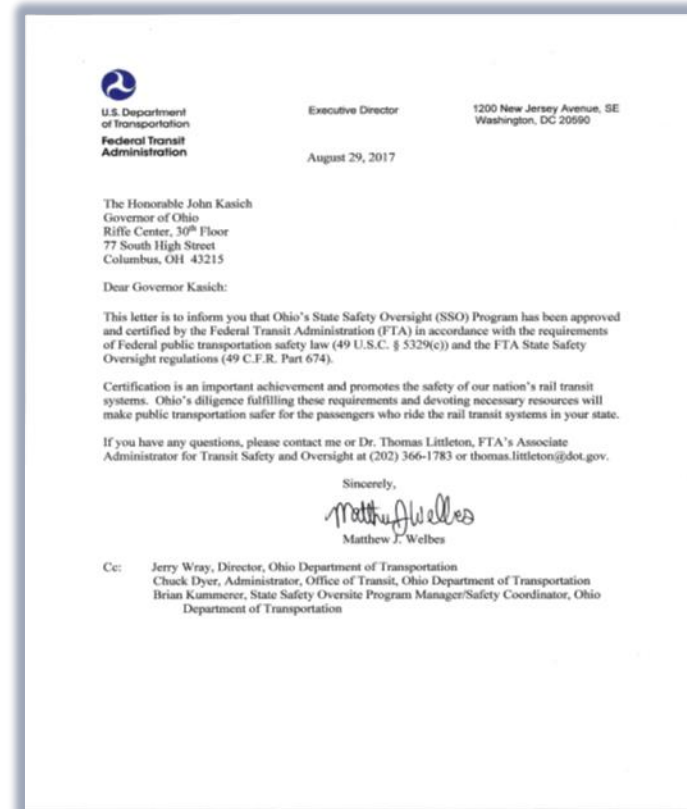 U.S. Department
of Transportation
Federal Transit
Administration
Executive Director
1200 New Jersey Avenue, SE
Washington, DC 20590
August 29, 2017
The Honorable John Kasich
Governor of Ohio
Riffe Center, 30th Floor
77 South High Street
Columbus, OH 43215
Dear Governor Kasich:
This letter is to inform you that Ohio's State Safety Oversight (SSO) Program has been approved
and certified by the Federal Transit Administration (FTA) in accordance with the requirements
of Federal public transportation safety law (49 U.S.C. § 5329(e)) and the FTA State Safety
Oversight regulations (49 C.F.R. Part 674).
Certification is an important achievement and promotes the safety of our nation's rail transit
systems. Ohio's diligence fulfilling these requirements and devoting necessary resources will
make public transportation safer for the passengers who ride the rail transit systems in your state.
If you have any questions, please contact me or Dr. Thomas Littleton, FTA's Associate
Administrator for Transit Safety and Oversight at (202) 366-1783 or thomas.littleton@dot.gov.
Sincerely,
Matthew J Welbes
Matthew J. Welbes
Cc: Jerry Wray, Director, Ohio Department of Transportation
Chuck Dyer, Administrator, Office of Transit, Ohio Department of Transportation
Brian Kummerer, State Safety Oversite Program Manager/Safety Coordinator, Ohio
Department of Transportation